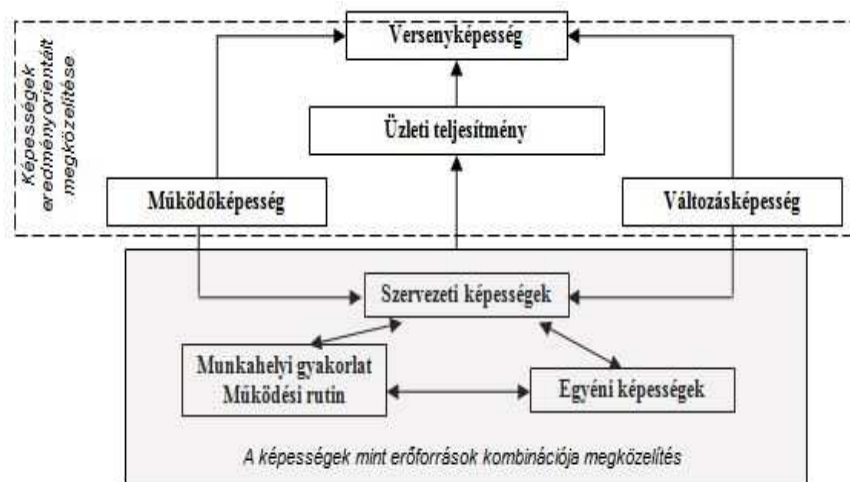 Versenyképesség
Képességek
eredményorientált
megközelítése
Üzleti teljesítmény
Működőképesség
Változásképesség
Szervezeti képességek
Munkahelyi gyakorlat
Működési rutin
Egyéni képességek
A képességek mint erőforrások kombinációja megközelítés